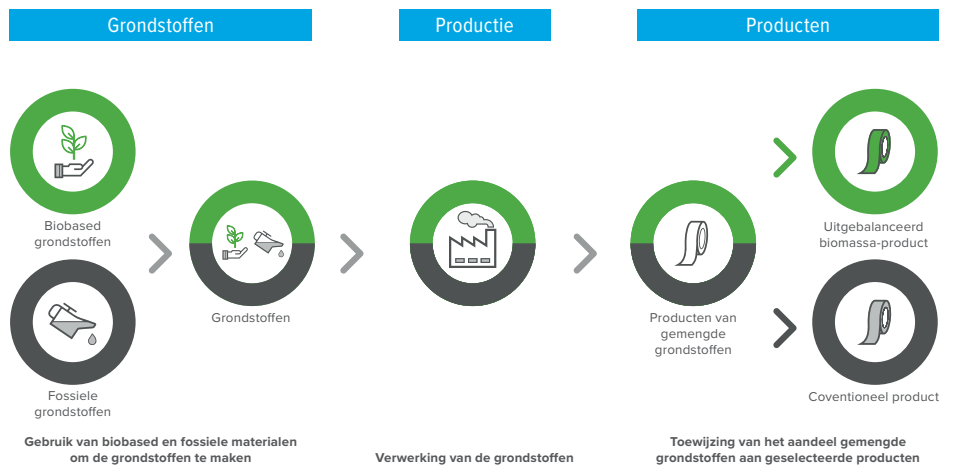 Grondstoffen
Productie
Producten
Biobased
grondstoffen
Fossiele
grondstoffen
Grondstoffen
Producten van
gemengde
grondstoffen
Uitgebalanceerd
biomassa-product
Coventioneel product
Gebruik van biobased en fossiele materialen
om de grondstoffen te maken
Verwerking van de grondstoffen
Toewijzing van het aandeel gemengde
grondstoffen aan geselecteerde producten